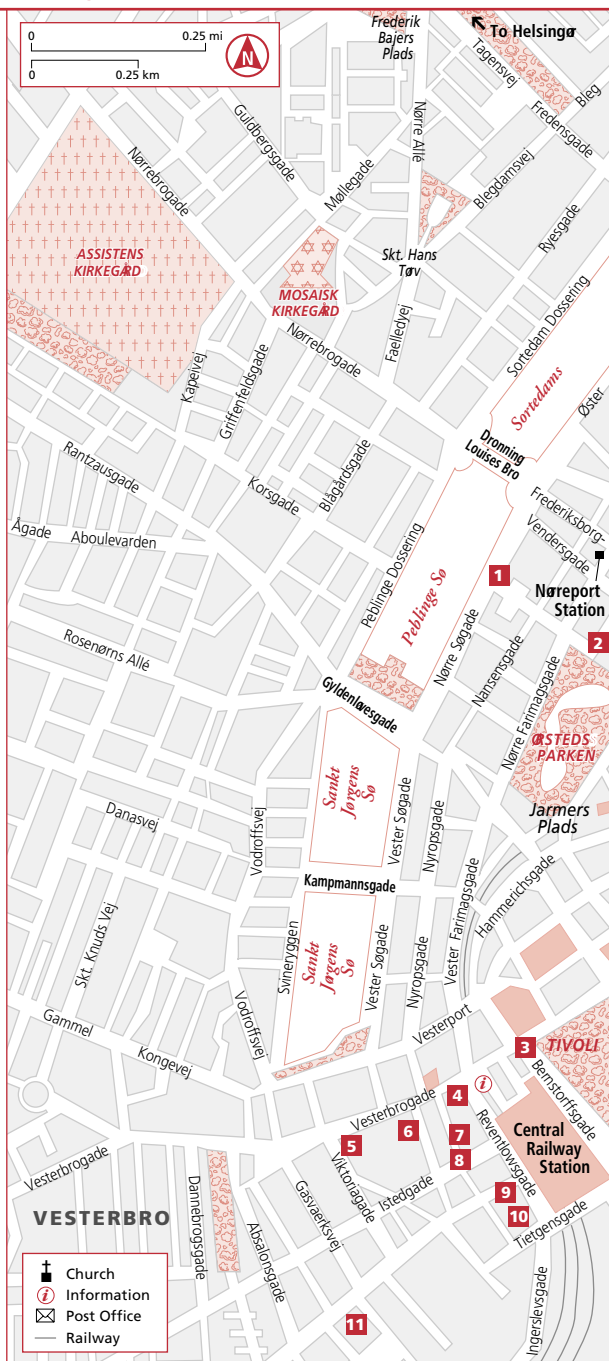 0
0.25 mi
0
0.25 km
N
Frederik
Bajers
Plads
To Helsingør
Tagensvej
Bleg
Fredensgade
Guldbergsgade
Nørre Allé
Nørrebrogade
Møllegade
Blegdamsvej
Ryesgade
ASSISTENS
KIRKEGÅRD
Skt. Hans
Torv
MOSAISK
KIRKEGÅRD
Nørrebrogade
Faelledvej
Sortedam Dossering
Sortedams
Øster
Kapelvej
Griffenfeldsgade
Dronning
Louises Bro
Rantzausgade
Korsgade
Blågårdsgade
Frederiksborg-
Vendersgade
Ågade
Aboulevarden
Peblinge Dossering
Peblinge Sø
1
Nørreport
Station
2
Rosenørns Allé
Nørre Søgade
Nansensgade
Nørre Farimagsgade
Gyldenløvesgade
ØRSTEDS
PARKEN
Sankt
Jørgens
Sø
Jarmers
Plads
Danasvej
Vodroffsvej
Vester Søgade
Nyropsgade
Vester Farimagsgade
Hammerichsgade
Kampmannsgade
Skt. Knuds Vej
Svineryggen
Sankt
Jørgens
Sø
Vester Søgade
Nyropsgade
Gammel
Kongevej
Vodroffsvej
Vesterport
3
TIVOLI
Bernstorffsgade
i
4
Vesterbrogade
Reventlowsgade
Central
Railway
Station
5
6
7
8
Vesterbrogade
Viktoriagade
Istedgade
9
10
Tietgensgade
Dannebrogsgade
Gasvaerksvej
Absalonsgade
VESTERBRO
Ingerslevsgade
11
Church
i Information
Post Office
Railway